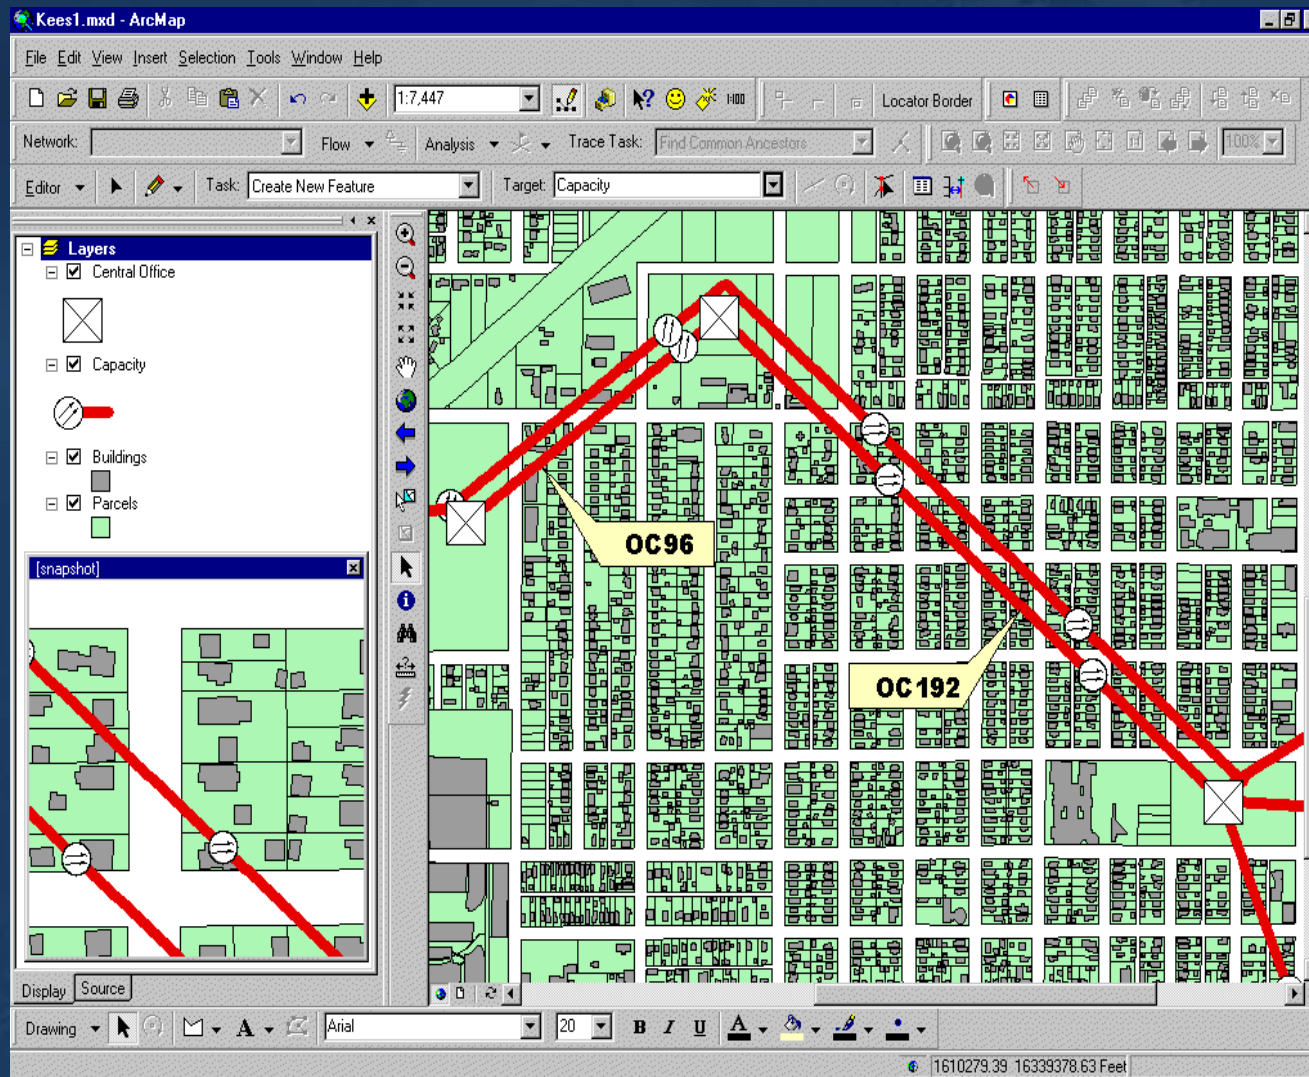 Kees1.mxd - ArcMap
File Edit View Insert Selection Tools Window Help
1:7,447 1:100 Locator Border
Network: Flow Analysis Trace Task: Find Common Ancestors 100%
Editor Task: Create New Feature Target: Capacity
Layers
Central Office
Capacity
Buildings
Parcels
[snapshot]
OC96
OC192
Display Source
Drawing A Arial 20 B I U A
1610279.39 16339378.63 Feet